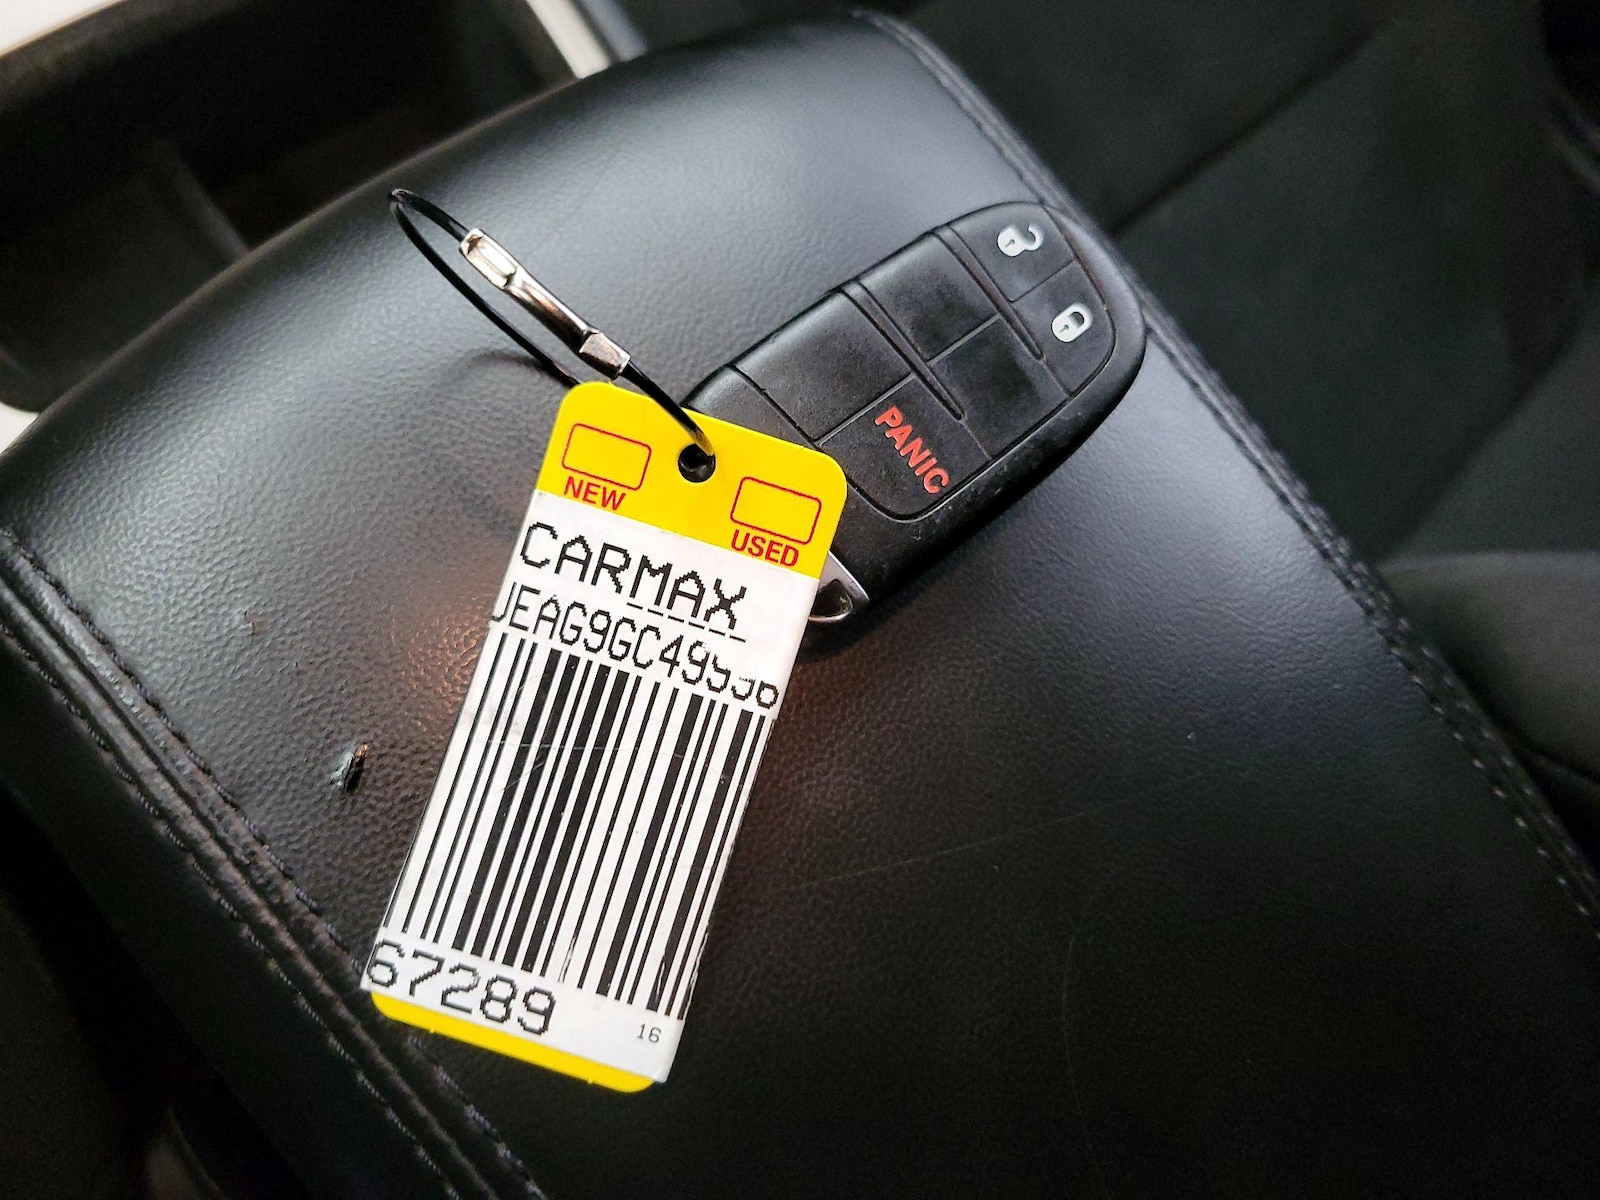 PANIC
NEW
USED
CARMAX
67289
16